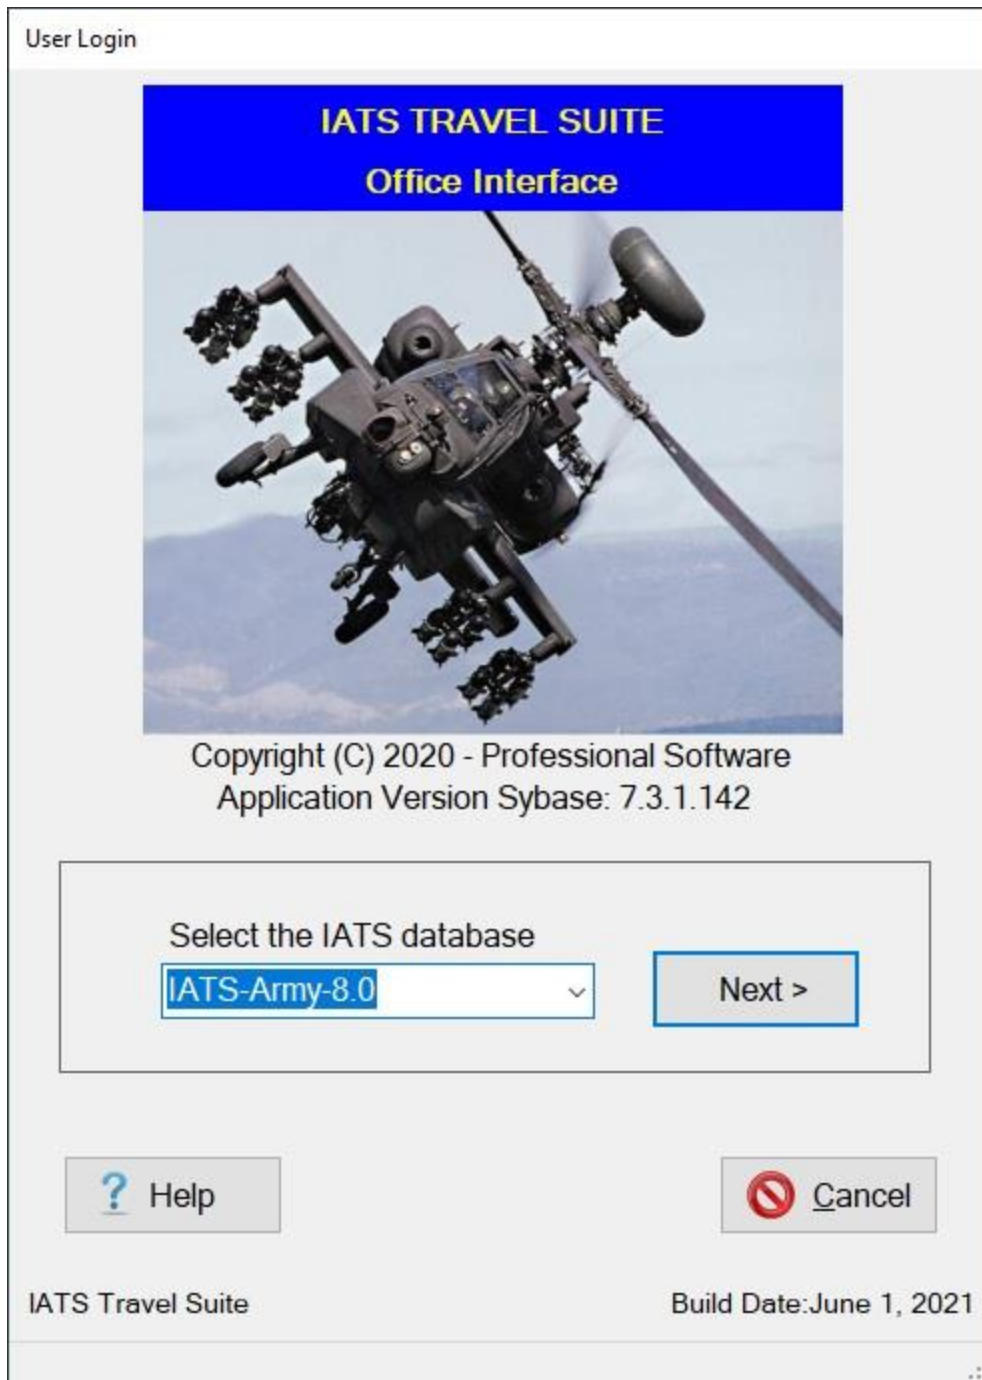 User Login
IATS TRAVEL SUITE
Office Interface
Copyright (C) 2020 - Professional Software
Application Version Sybase: 7.3.1.142
Select the IATS database
IATS-Army-8.0
Next >
? Help
Cancel
IATS Travel Suite
Build Date:June 1, 2021